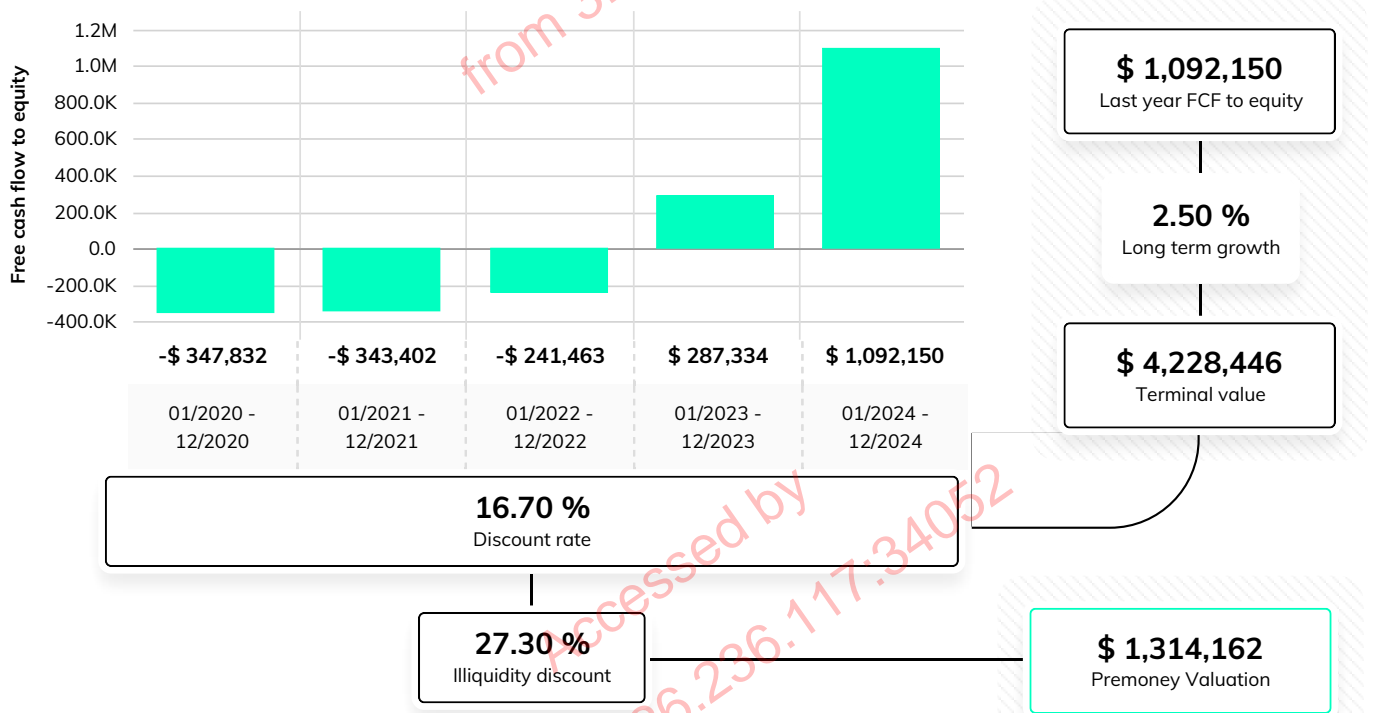 Free cash flow to equity
1.2M
1.0M
800.0K
600.0K
400.0K
200.0K
0.0
-200.0K
-400.0K
-$ 347,832
-$ 343,402
-$ 241,463
$ 287,334
$ 1,092,150
01/2020 -
12/2020
01/2021 -
12/2021
01/2022 -
12/2022
01/2023 -
12/2023
01/2024 -
12/2024
$ 1,092,150
Last year FCF to equity
2.50 %
Long term growth
$ 4,228,446
Terminal value
16.70 %
Discount rate
27.30 %
Illiquidity discount
$ 1,314,162
Premoney Valuation
from
Accessed by
6.236.117:34052